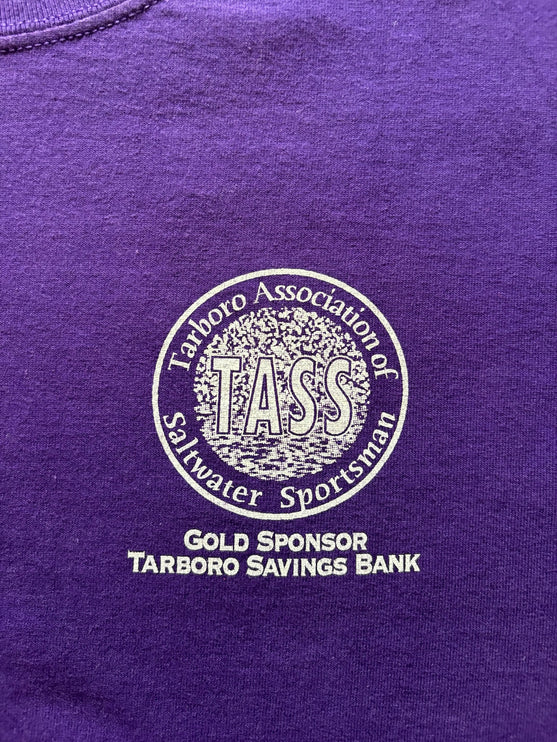 Tarboro Association of
TASS
Saltwater Sportsman
GOLD SPONSOR
TARBORO SAVINGS BANK